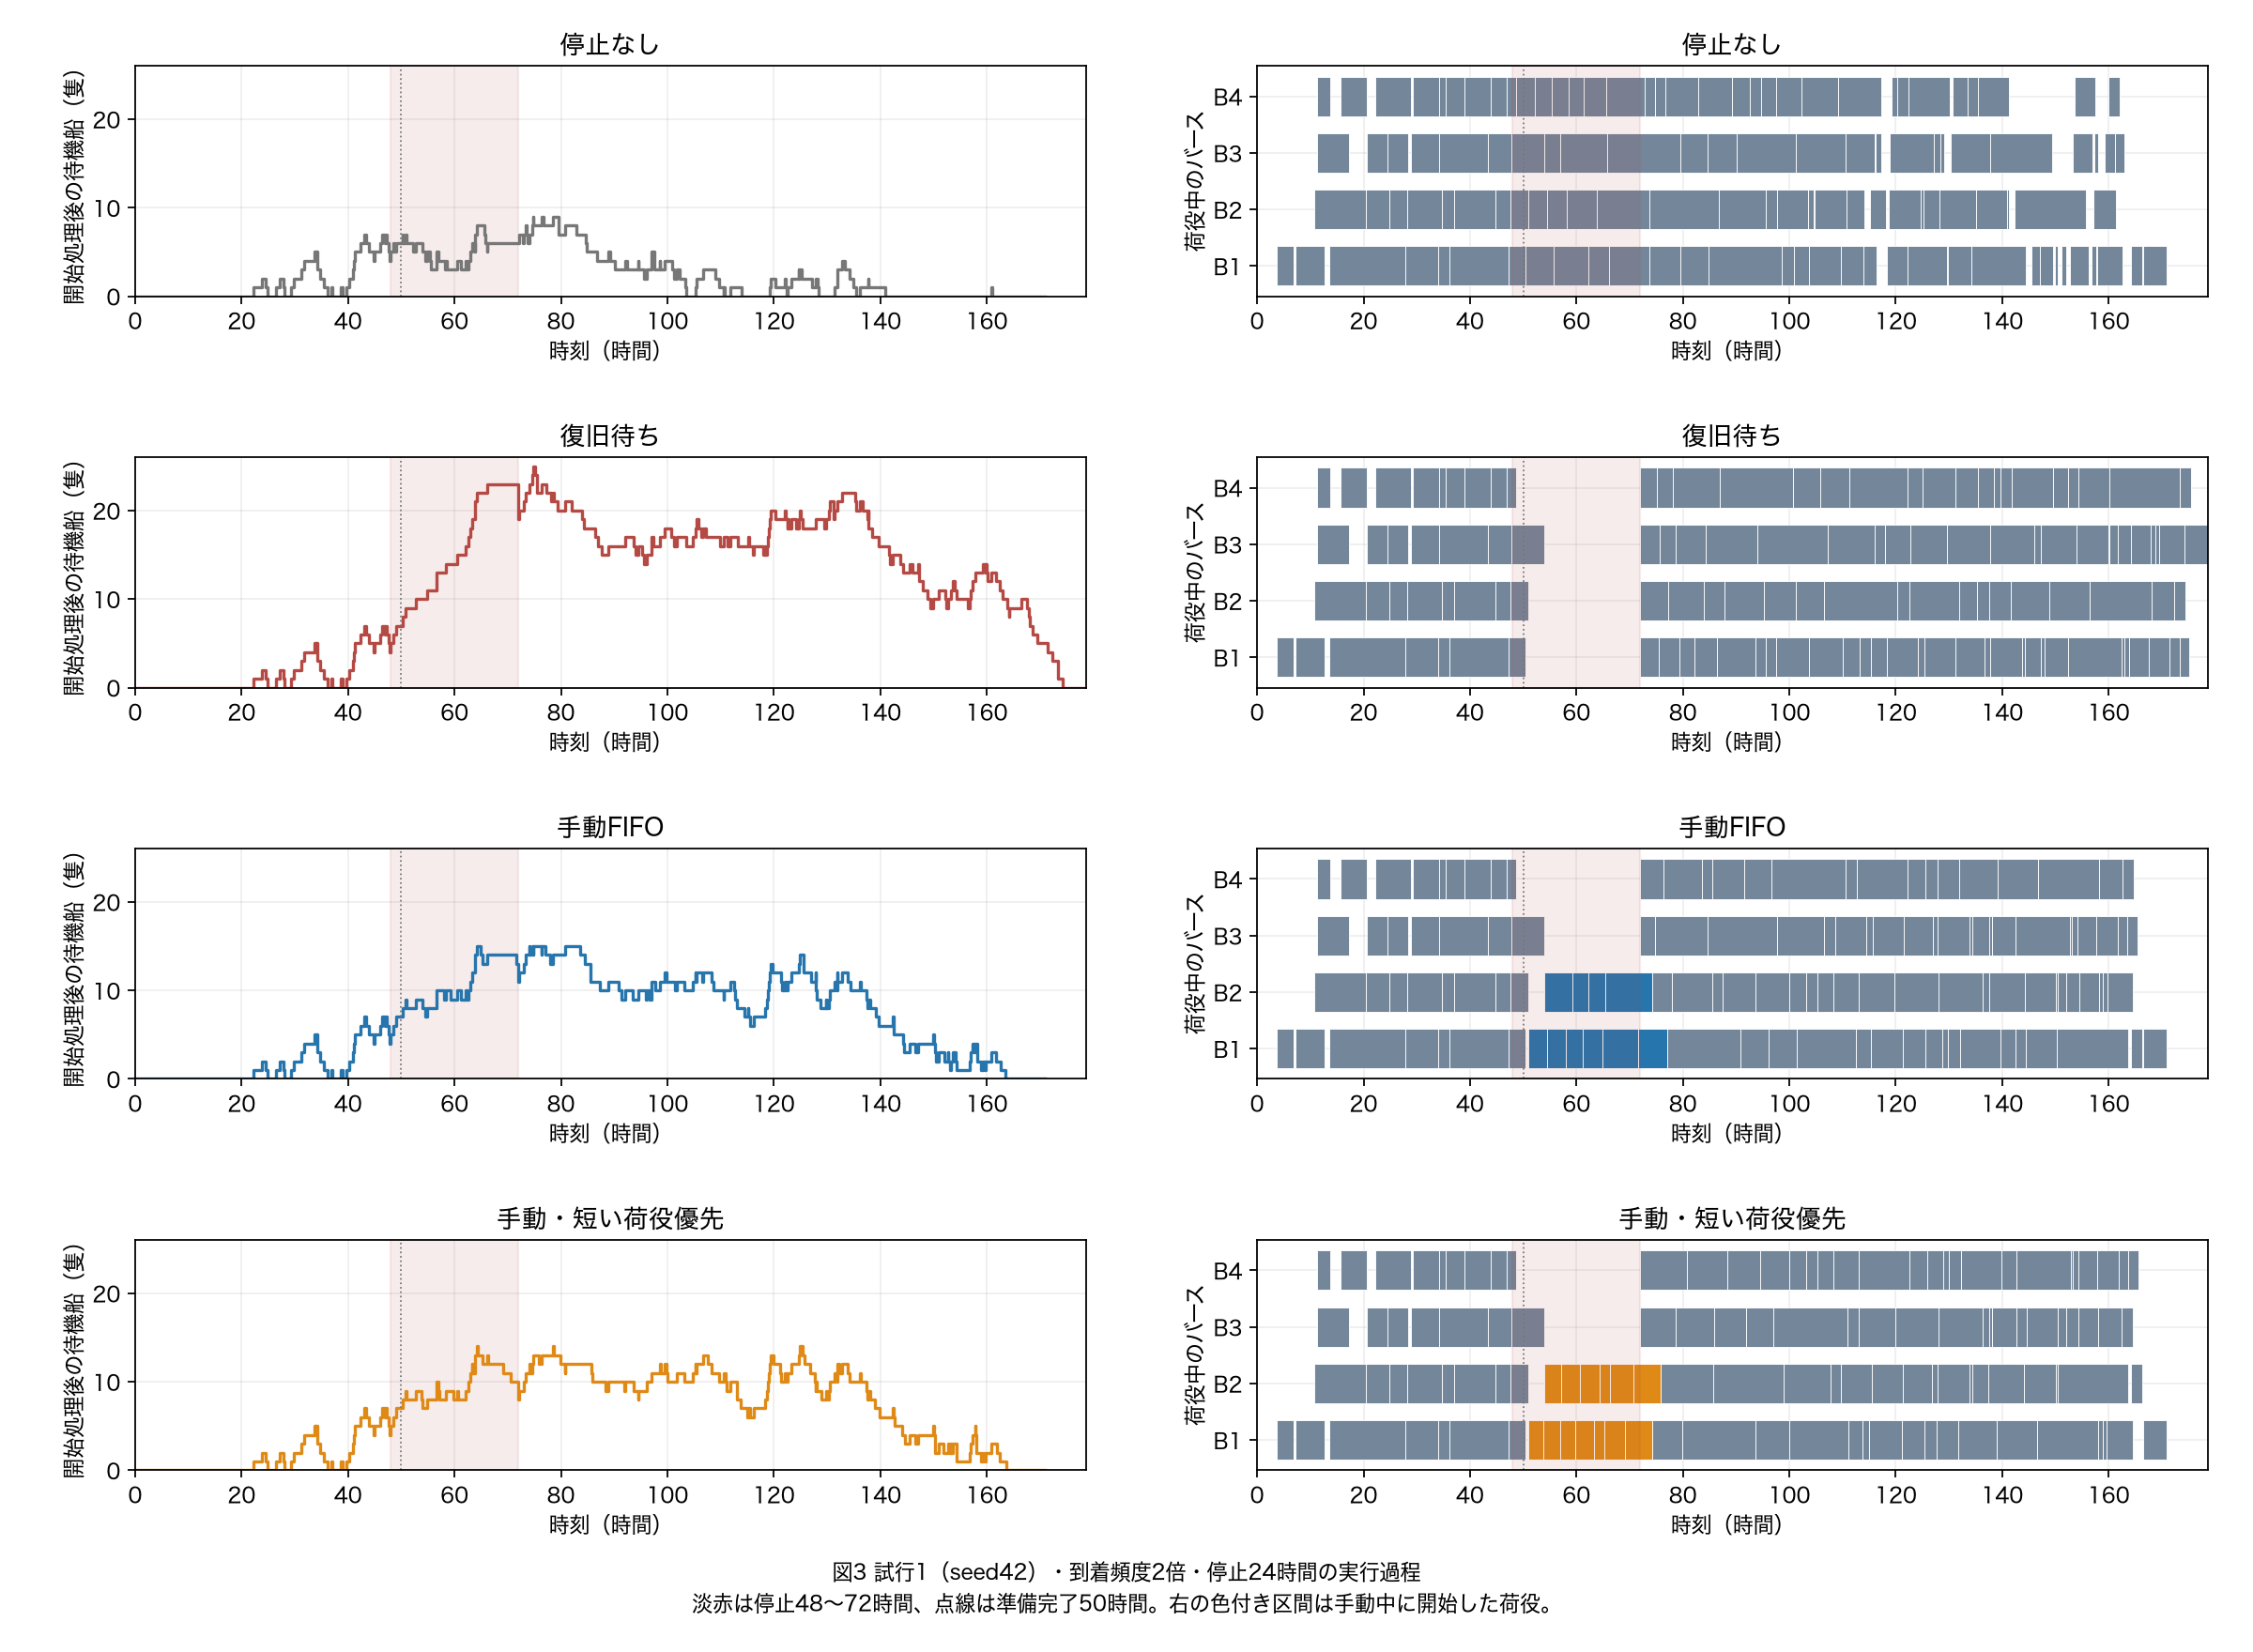 停止なし
開始処理後の待機船（隻）
20
10
0
0 20 40 60 80 100 120 140 160
時刻（時間）
停止なし
荷役中のバース
B4
B3
B2
B1
0 20 40 60 80 100 120 140 160
時刻（時間）
復旧待ち
開始処理後の待機船（隻）
20
10
0
0 20 40 60 80 100 120 140 160
時刻（時間）
復旧待ち
荷役中のバース
B4
B3
B2
B1
0 20 40 60 80 100 120 140 160
時刻（時間）
手動FIFO
開始処理後の待機船（隻）
20
10
0
0 20 40 60 80 100 120 140 160
時刻（時間）
手動FIFO
荷役中のバース
B4
B3
B2
B1
0 20 40 60 80 100 120 140 160
時刻（時間）
手動・短い荷役優先
開始処理後の待機船（隻）
20
10
0
0 20 40 60 80 100 120 140 160
時刻（時間）
手動・短い荷役優先
荷役中のバース
B4
B3
B2
B1
0 20 40 60 80 100 120 140 160
時刻（時間）
図3 試行1（seed42）・到着頻度2倍・停止24時間の実行過程
淡赤は停止48〜72時間、点線は準備完了50時間。右の色付き区間は手動中に開始した荷役。